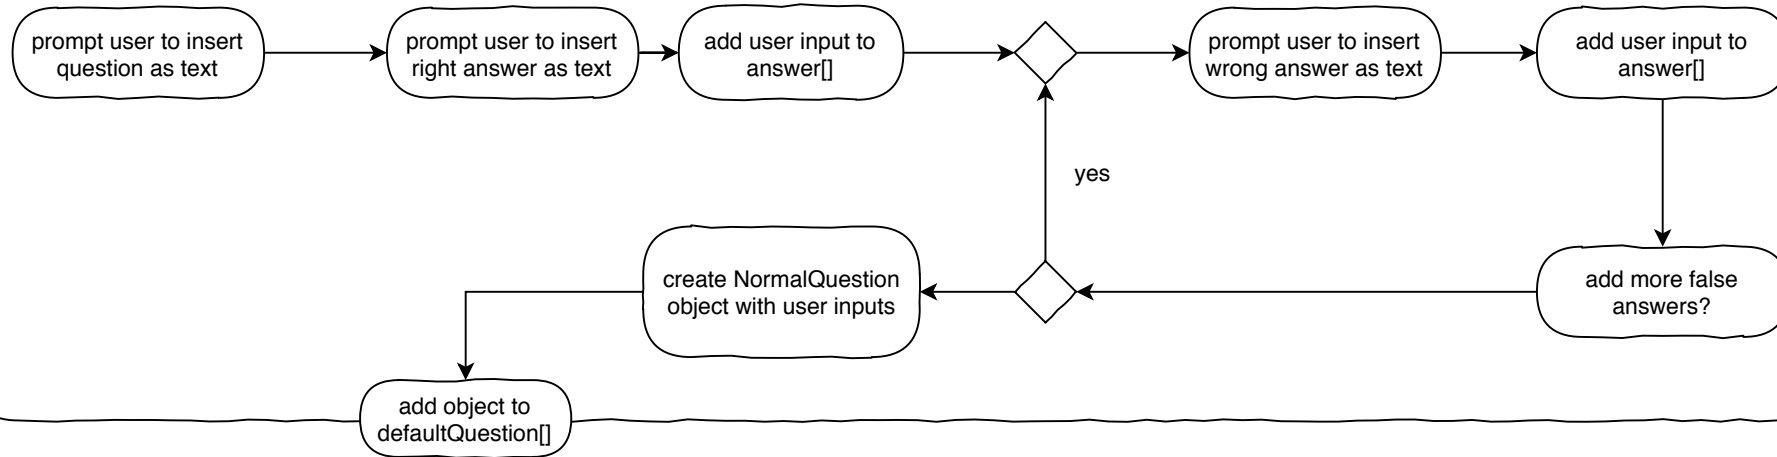 prompt user to insert
question as text
prompt user to insert
right answer as text
add user input to
answer[]
prompt user to insert
wrong answer as text
add user input to
answer[]
yes
create NormalQuestion
object with user inputs
add more false
answers?
add object to
defaultQuestion[]